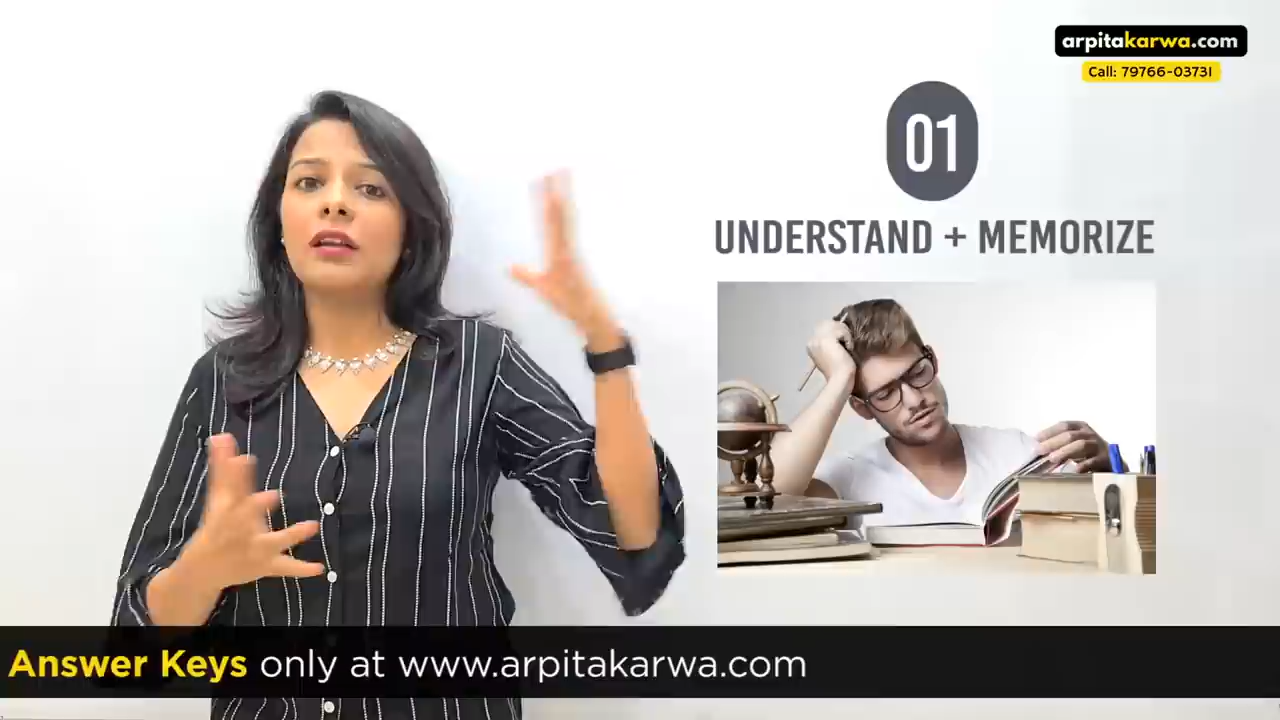 arpitakarwa.com
Call: 79766-03731
01
UNDERSTAND + MEMORIZE
Answer Keys only at www.arpitakarwa.com